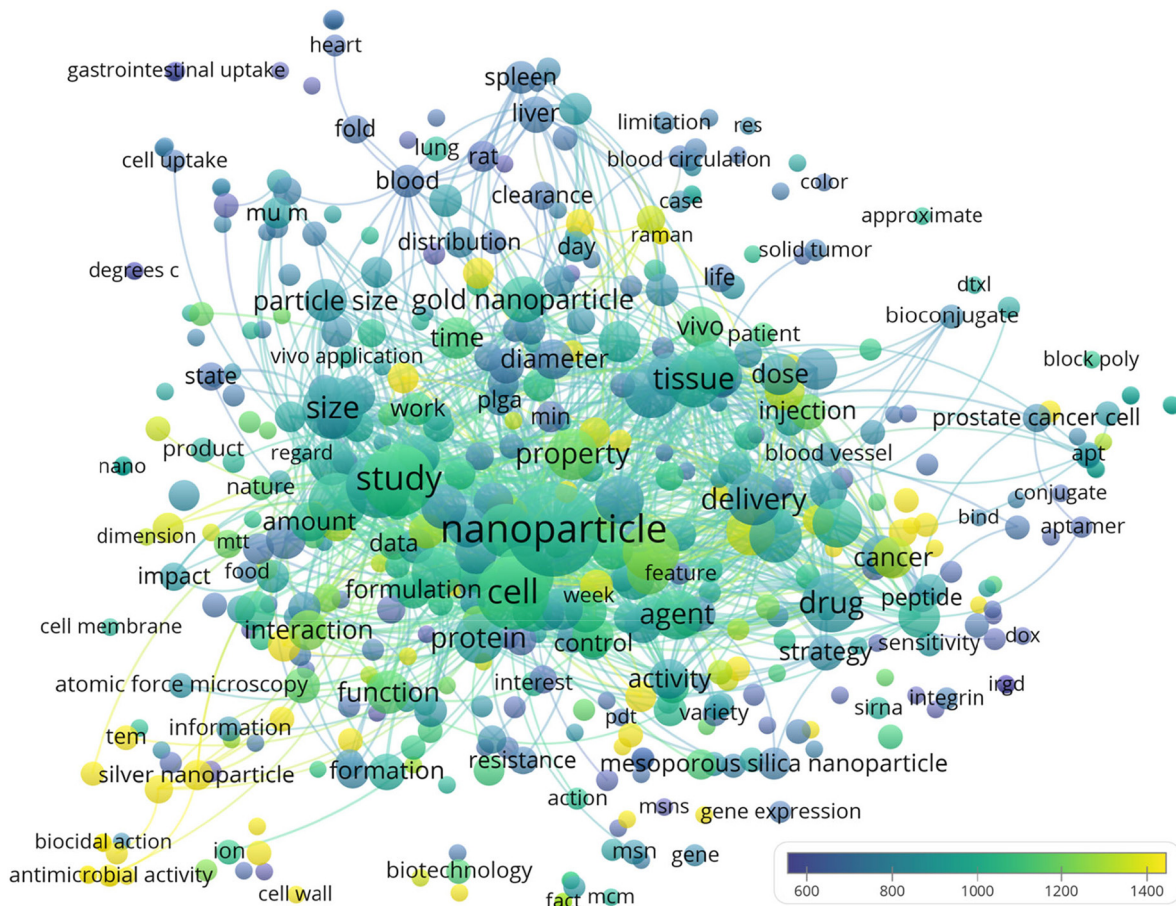 heart
gastrointestinal uptake
spleen
liver
limitation
res
fold
cell uptake
lung
rat
blood circulation
blood
clearance
case
color
mu m
approximate
distribution
day
raman
solid tumor
degrees c
life
dtxl
particle size
gold nanoparticle
bioconjugate
time
vivo
patient
vivo application
diameter
block poly
state
tissue
dose
size
work
plga
min
injection
prostate cancer cell
product
regard
property
blood vessel
apt
nano
study
nature
delivery
conjugate
amount
nanoparticle
bind
aptamer
dimension
mtt
data
cancer
impact
food
feature
formulation
cell
week
drug
peptide
agent
cell membrane
interaction
protein
control
strategy
sensitivity
dox
atomic force microscopy
function
interest
activity
irgd
integrin
information
pdt
variety
sirna
tem
silver nanoparticle
formation
resistance
mesoporous silica nanoparticle
action
msns
gene expression
biocidal action
ion
msn
gene
antimicrobial activity
biotechnology
cell wall
fact
mcm
600
800
1000
1200
1400